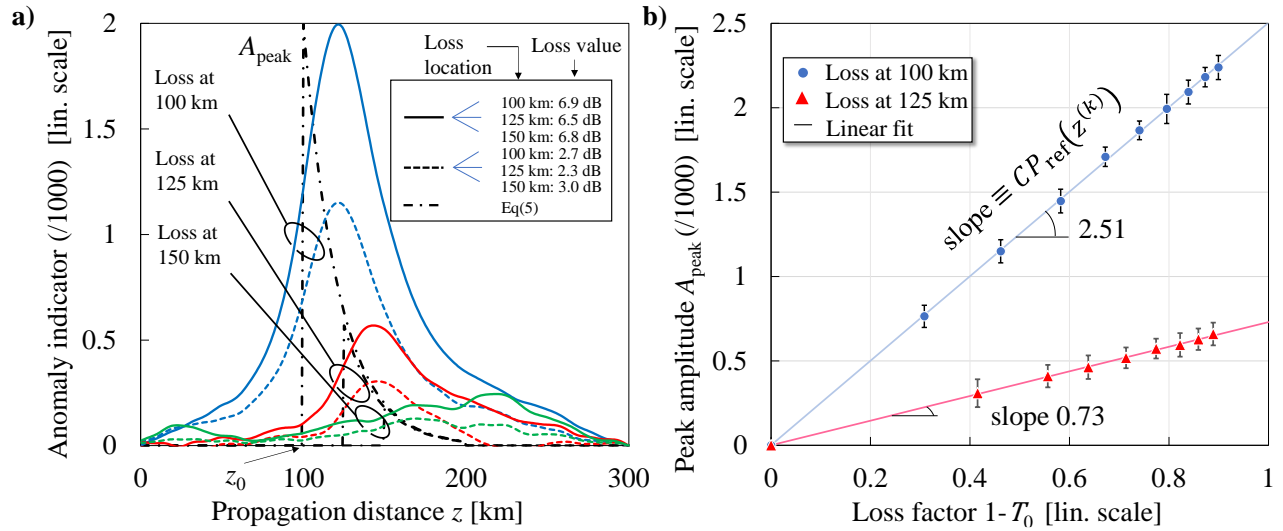 a)
Anomaly indicator (/1000) [lin. scale]
2
1.5
1
0.5
0
A_peak
Loss at
100 km
Loss at
125 km
Loss at
150 km
Loss
location
Loss value
100 km: 6.9 dB
125 km: 6.5 dB
150 km: 6.8 dB
100 km: 2.7 dB
125 km: 2.3 dB
150 km: 3.0 dB
Eq(5)
0
z_0
100
200
300
Propagation distance z [km]
b)
Peak amplitude A_peak (/1000) [lin. scale]
2.5
2
1.5
1
0.5
0
Loss at 100 km
Loss at 125 km
Linear fit
slope ≡ CP_ref(z^(k))
2.51
slope 0.73
0
0.2
0.4
0.6
0.8
1
Loss factor 1-T_0 [lin. scale]